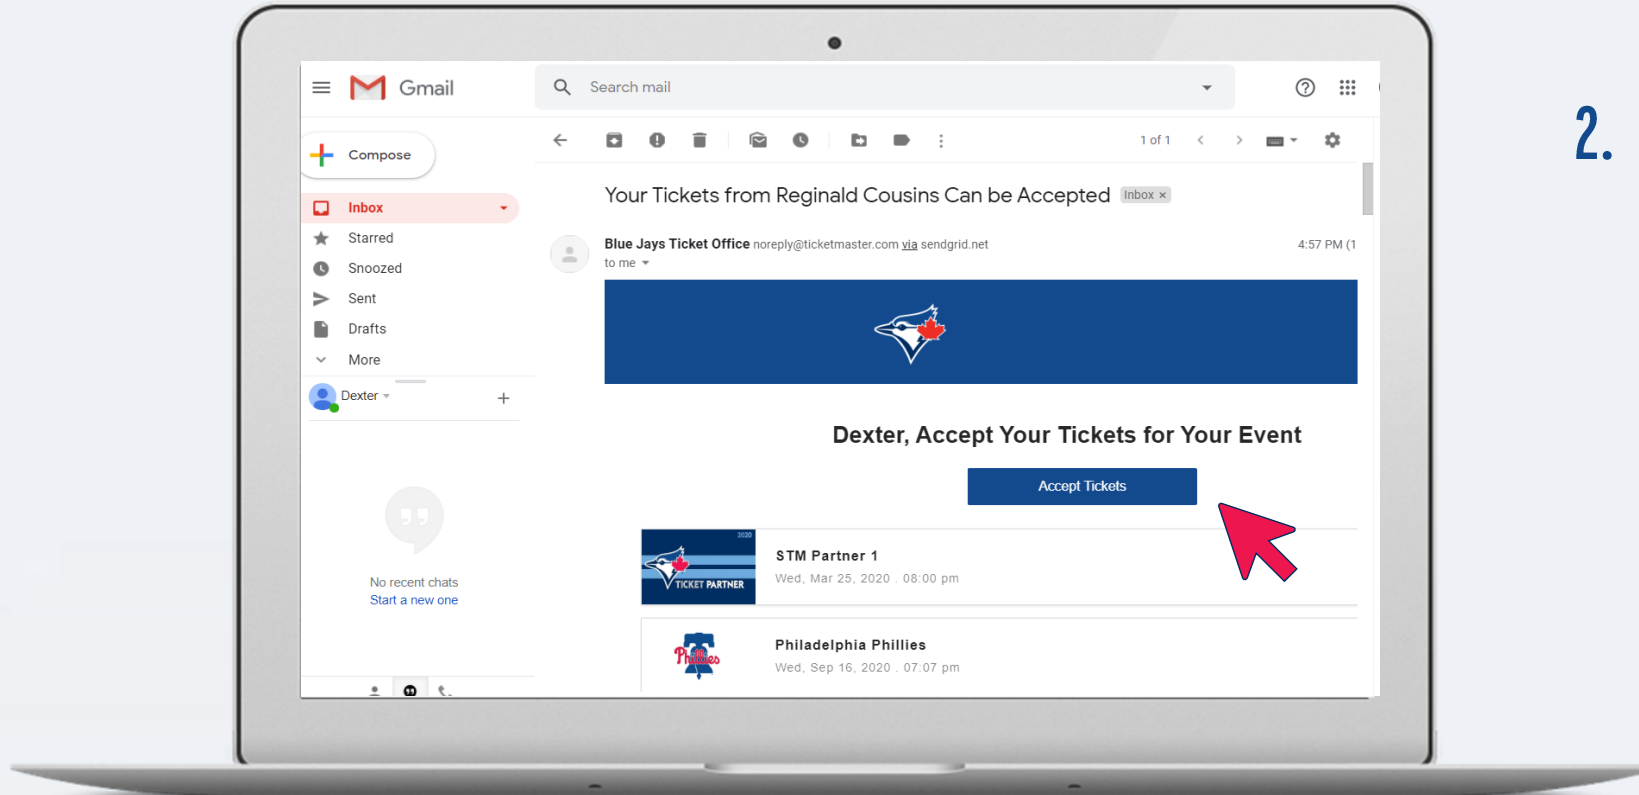 Gmail
Search mail
2.
Compose
1 of 1
Your Tickets from Reginald Cousins Can be Accepted Inbox ×
Inbox
Starred
Blue Jays Ticket Office noreply@ticketmaster.com via sendgrid.net
4:57 PM (1
to me
Snoozed
Sent
Drafts
More
Dexter
Dexter, Accept Your Tickets for Your Event
Accept Tickets
2020
TICKET PARTNER
STM Partner 1
Wed, Mar 25, 2020 . 08:00 pm
No recent chats
Start a new one
Phillies
Philadelphia Phillies
Wed, Sep 16, 2020 . 07:07 pm